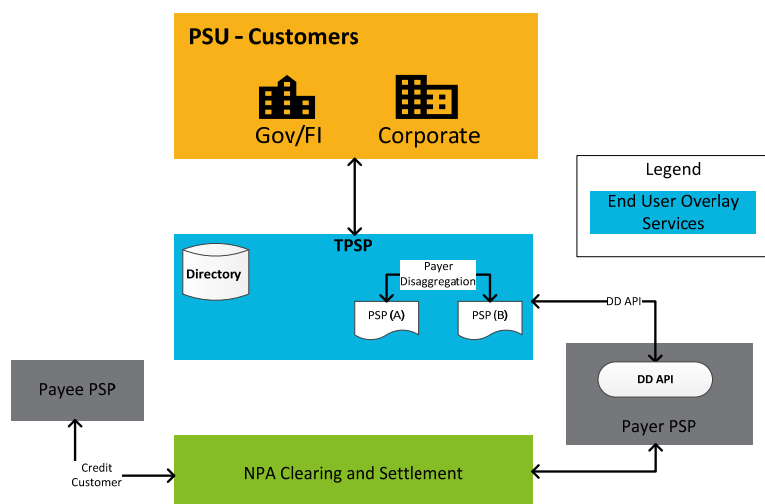 PSU - Customers
Gov/FI
Corporate
Legend
End User Overlay
Services
TPSP
Directory
Payer
Disaggregation
PSP (A)
PSP (B)
DD API
DD API
Payer PSP
Payee PSP
Credit
Customer
NPA Clearing and Settlement